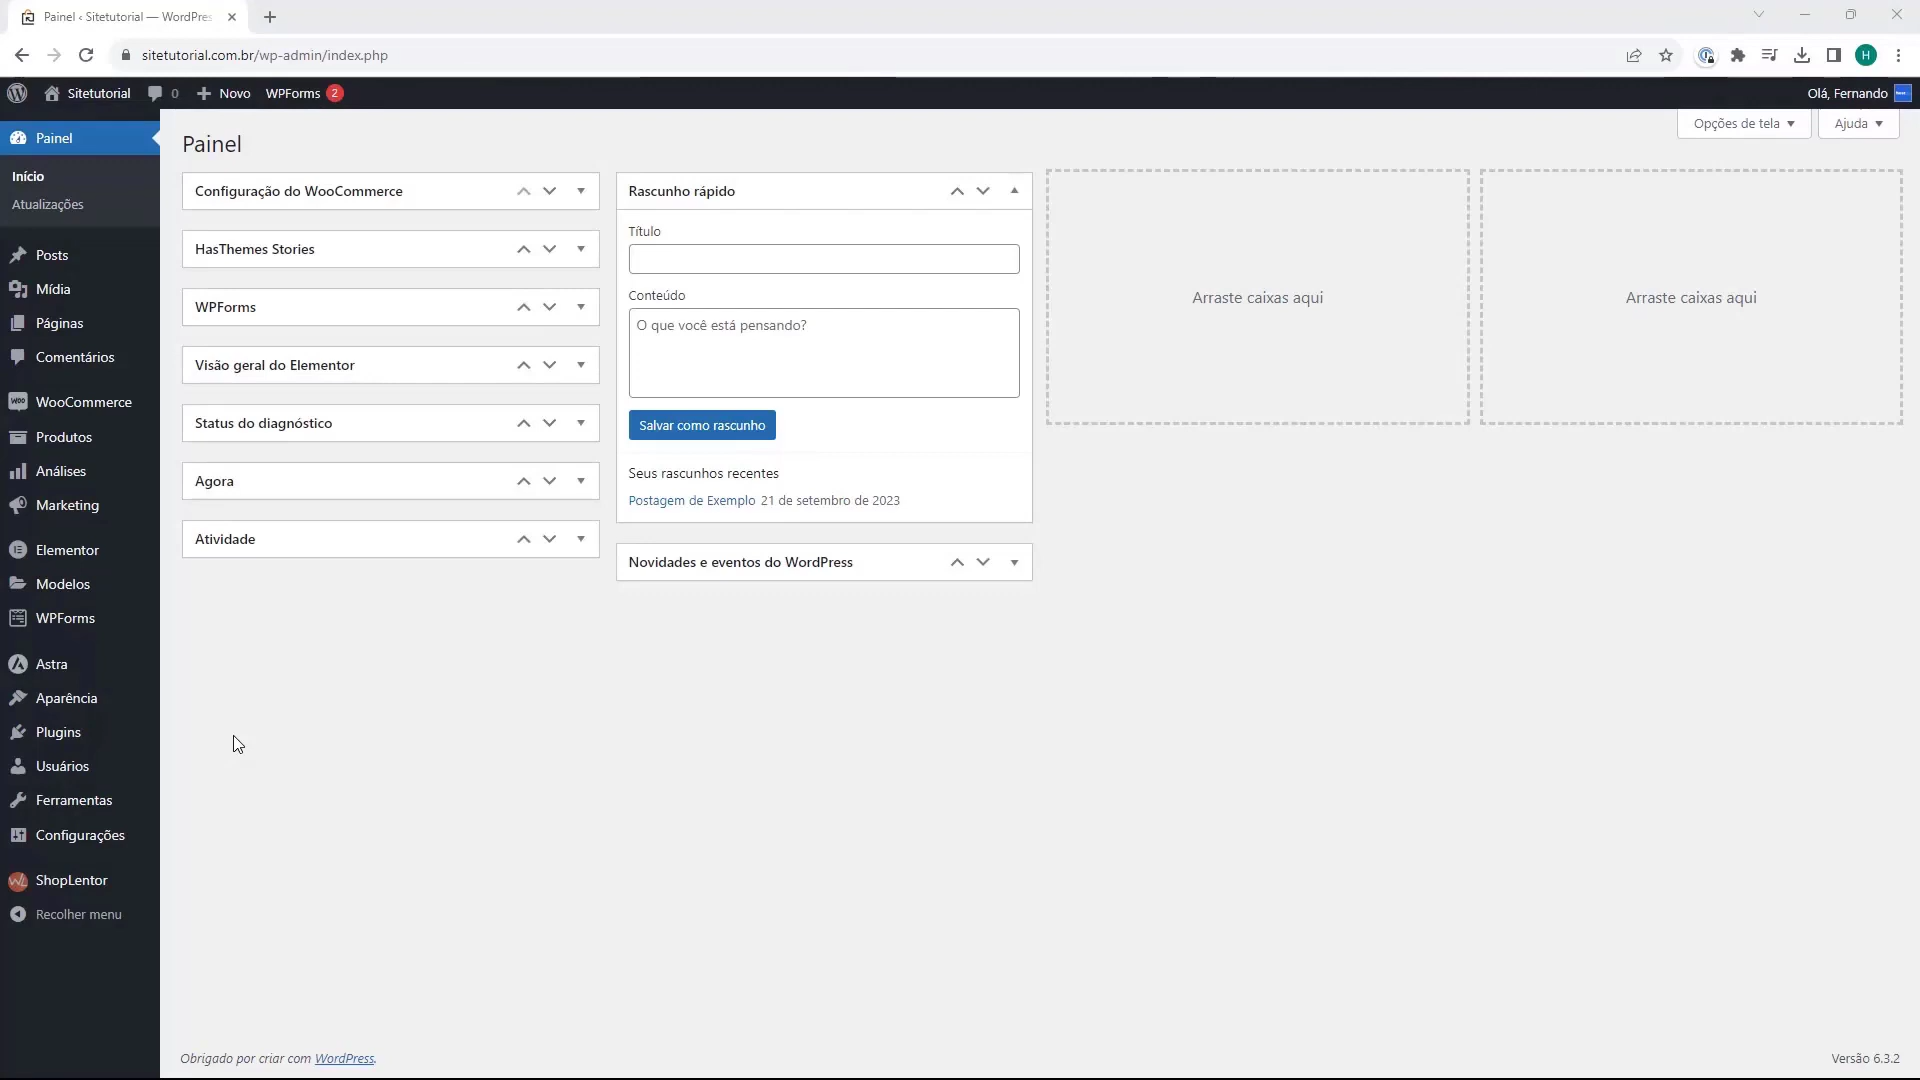 Painel ‹ Sitetutorial — WordPres
sitetutorial.com.br/wp-admin/index.php
H
Sitetutorial
0
Novo
WPForms 2
Olá, Fernando
Painel
Início
Atualizações
Posts
Mídia
Páginas
Comentários
WooCommerce
Produtos
Análises
Marketing
Elementor
Modelos
WPForms
Astra
Aparência
Plugins
Usuários
Ferramentas
Configurações
ShopLentor
Recolher menu
Opções de tela
Ajuda
Painel
Configuração do WooCommerce
HasThemes Stories
WPForms
Visão geral do Elementor
Status do diagnóstico
Agora
Atividade
Rascunho rápido
Título
Conteúdo
O que você está pensando?
Salvar como rascunho
Seus rascunhos recentes
Postagem de Exemplo 21 de setembro de 2023
Novidades e eventos do WordPress
Arraste caixas aqui
Arraste caixas aqui
Obrigado por criar com WordPress.
Versão 6.3.2